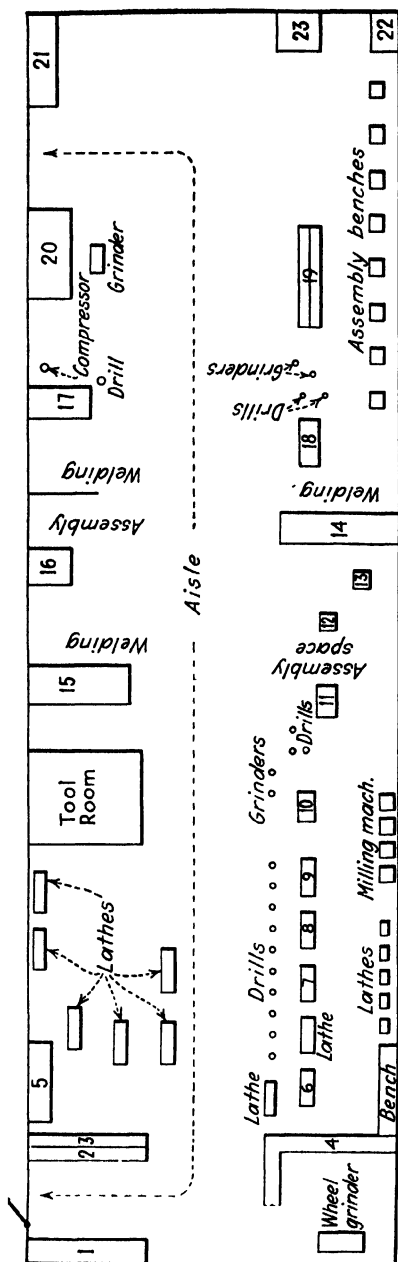 1
2
3
5
Lathes
Tool
Room
15
Welding
16
Assembly
Welding
17
Compressor
Drill
20
Grinder
21
Aisle
Wheel
grinder
4
Bench
Lathe
6
Lathe
Drills
7
8
9
Lathes
Milling mach.
Grinders
10
Drills
11
Assembly
space
12
13
14
Welding.
18
Drills
Grinders
19
Assembly benches
23
22